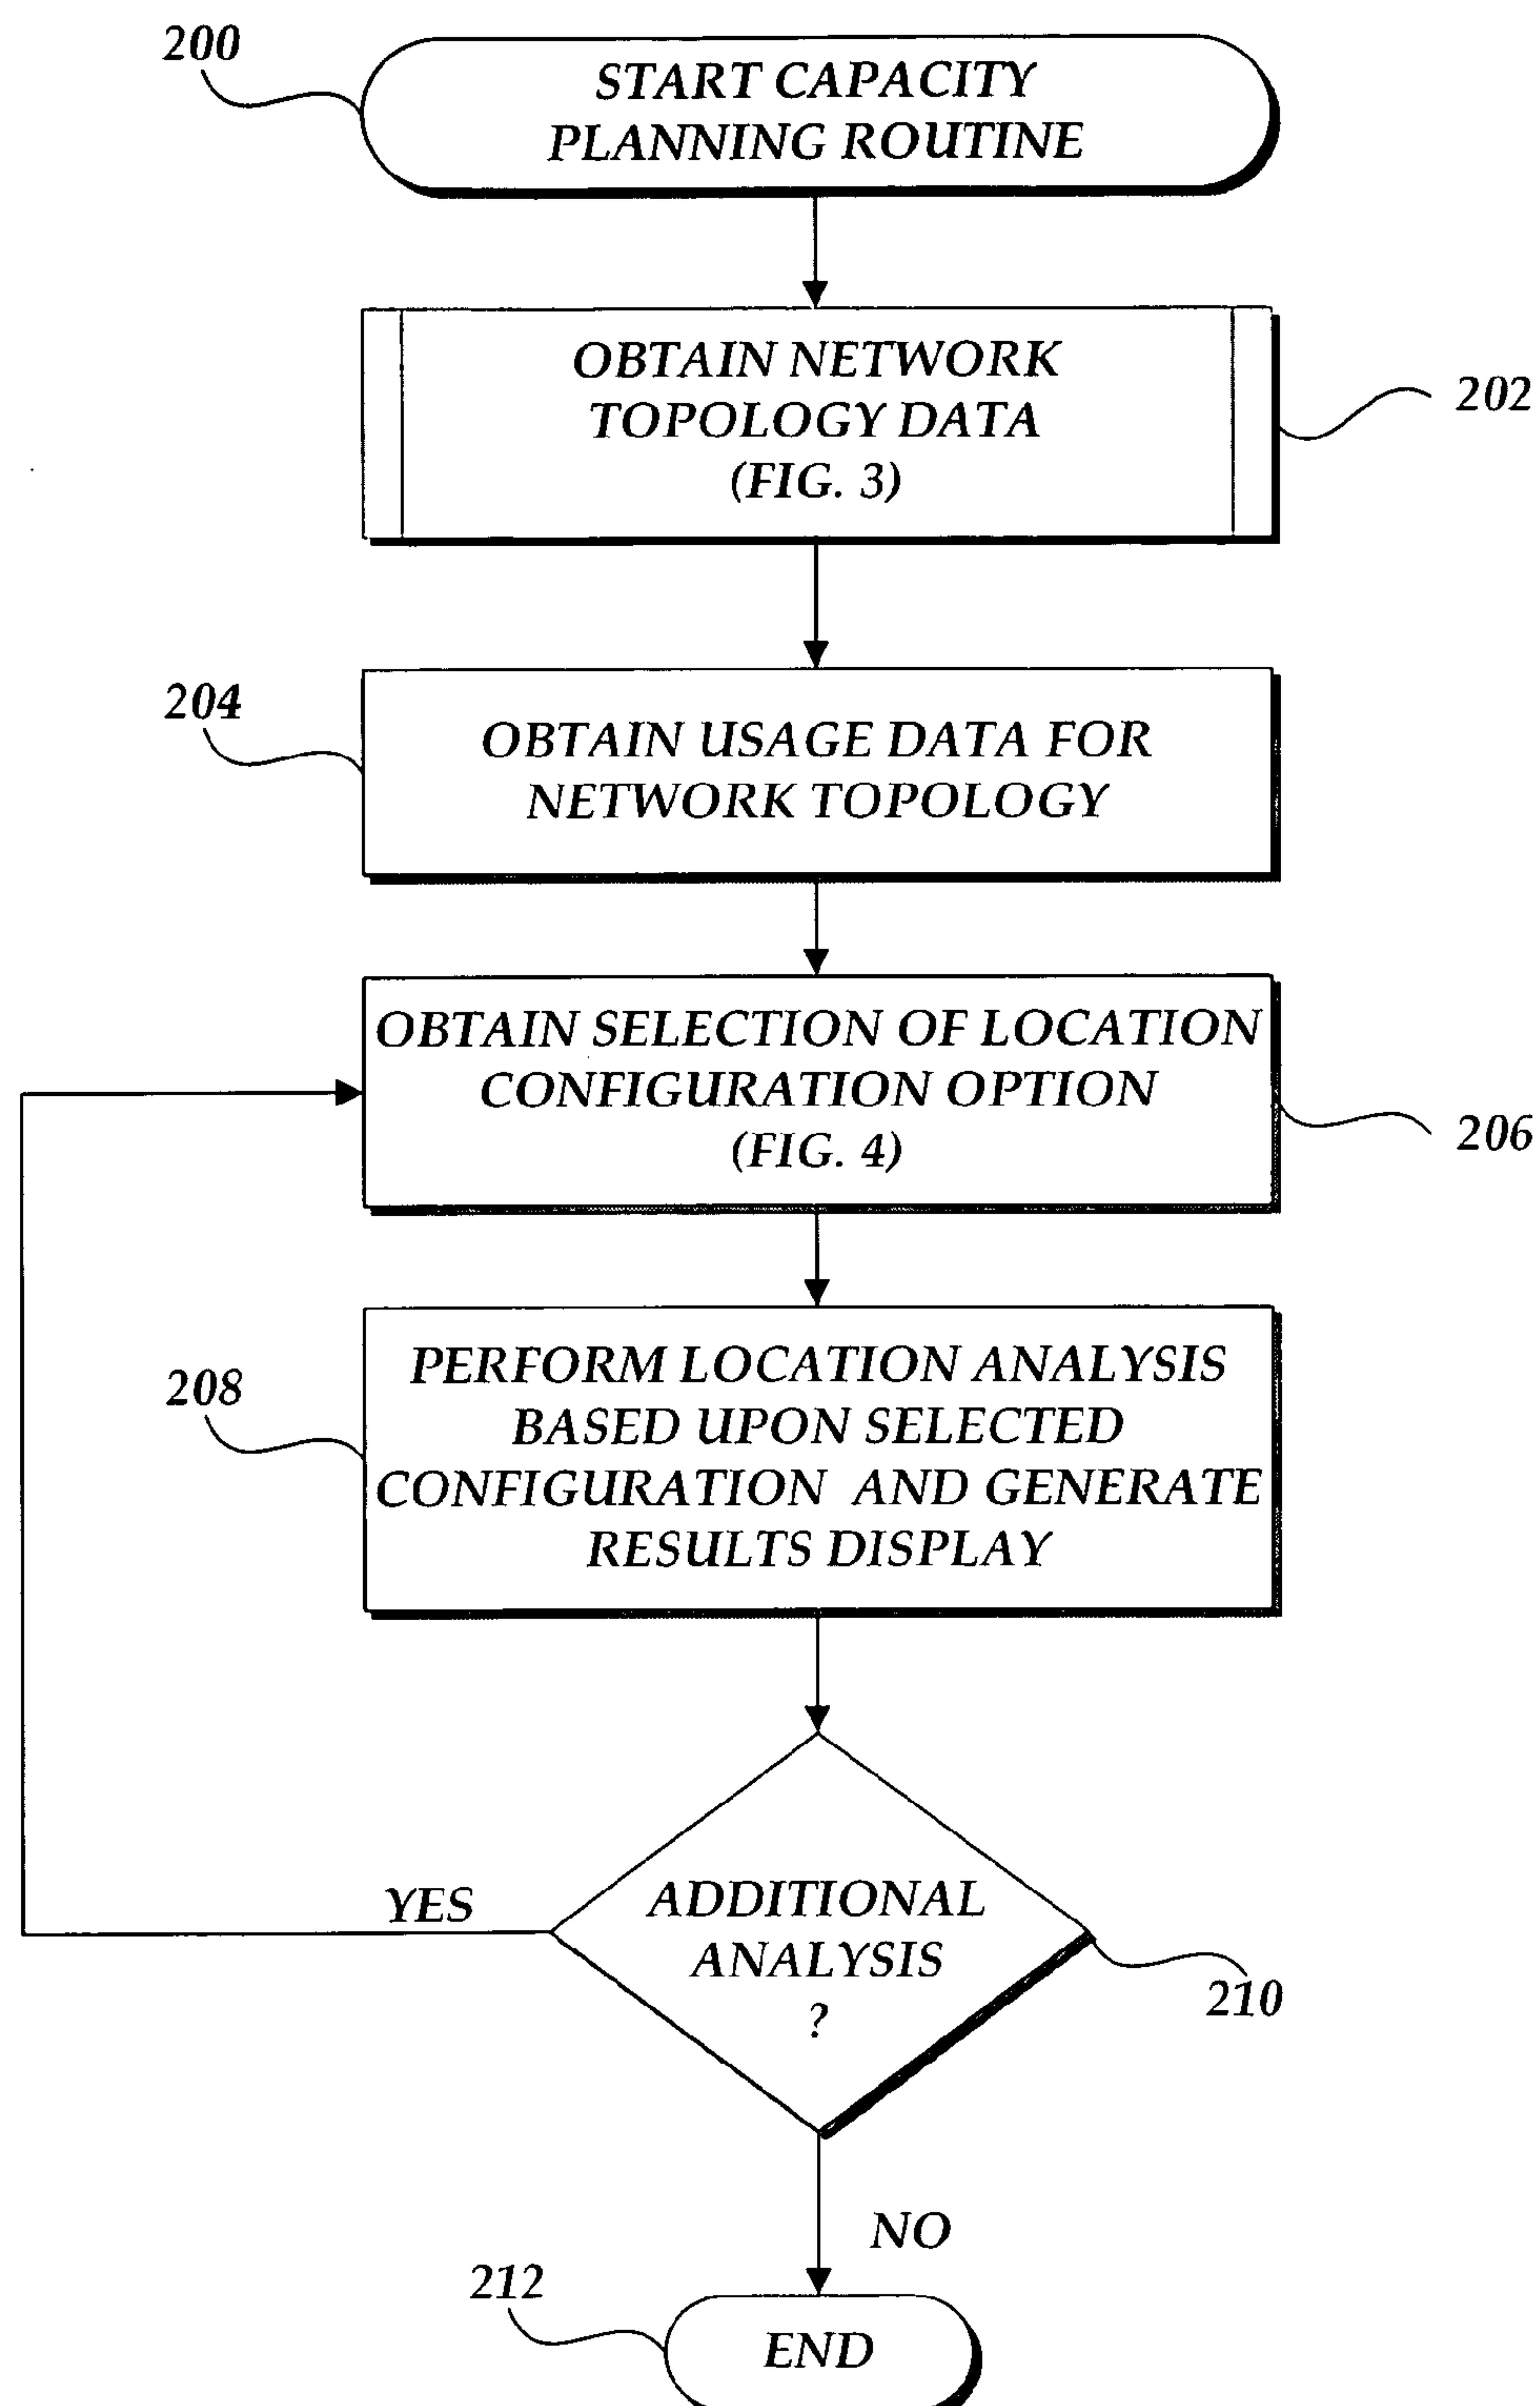 200
START CAPACITY
PLANNING ROUTINE
OBTAIN NETWORK
TOPOLOGY DATA
(FIG. 3)
202
204
OBTAIN USAGE DATA FOR
NETWORK TOPOLOGY
OBTAIN SELECTION OF LOCATION
CONFIGURATION OPTION
(FIG. 4)
206
208
PERFORM LOCATION ANALYSIS
BASED UPON SELECTED
CONFIGURATION AND GENERATE
RESULTS DISPLAY
YES
ADDITIONAL
ANALYSIS
?
210
NO
212
END